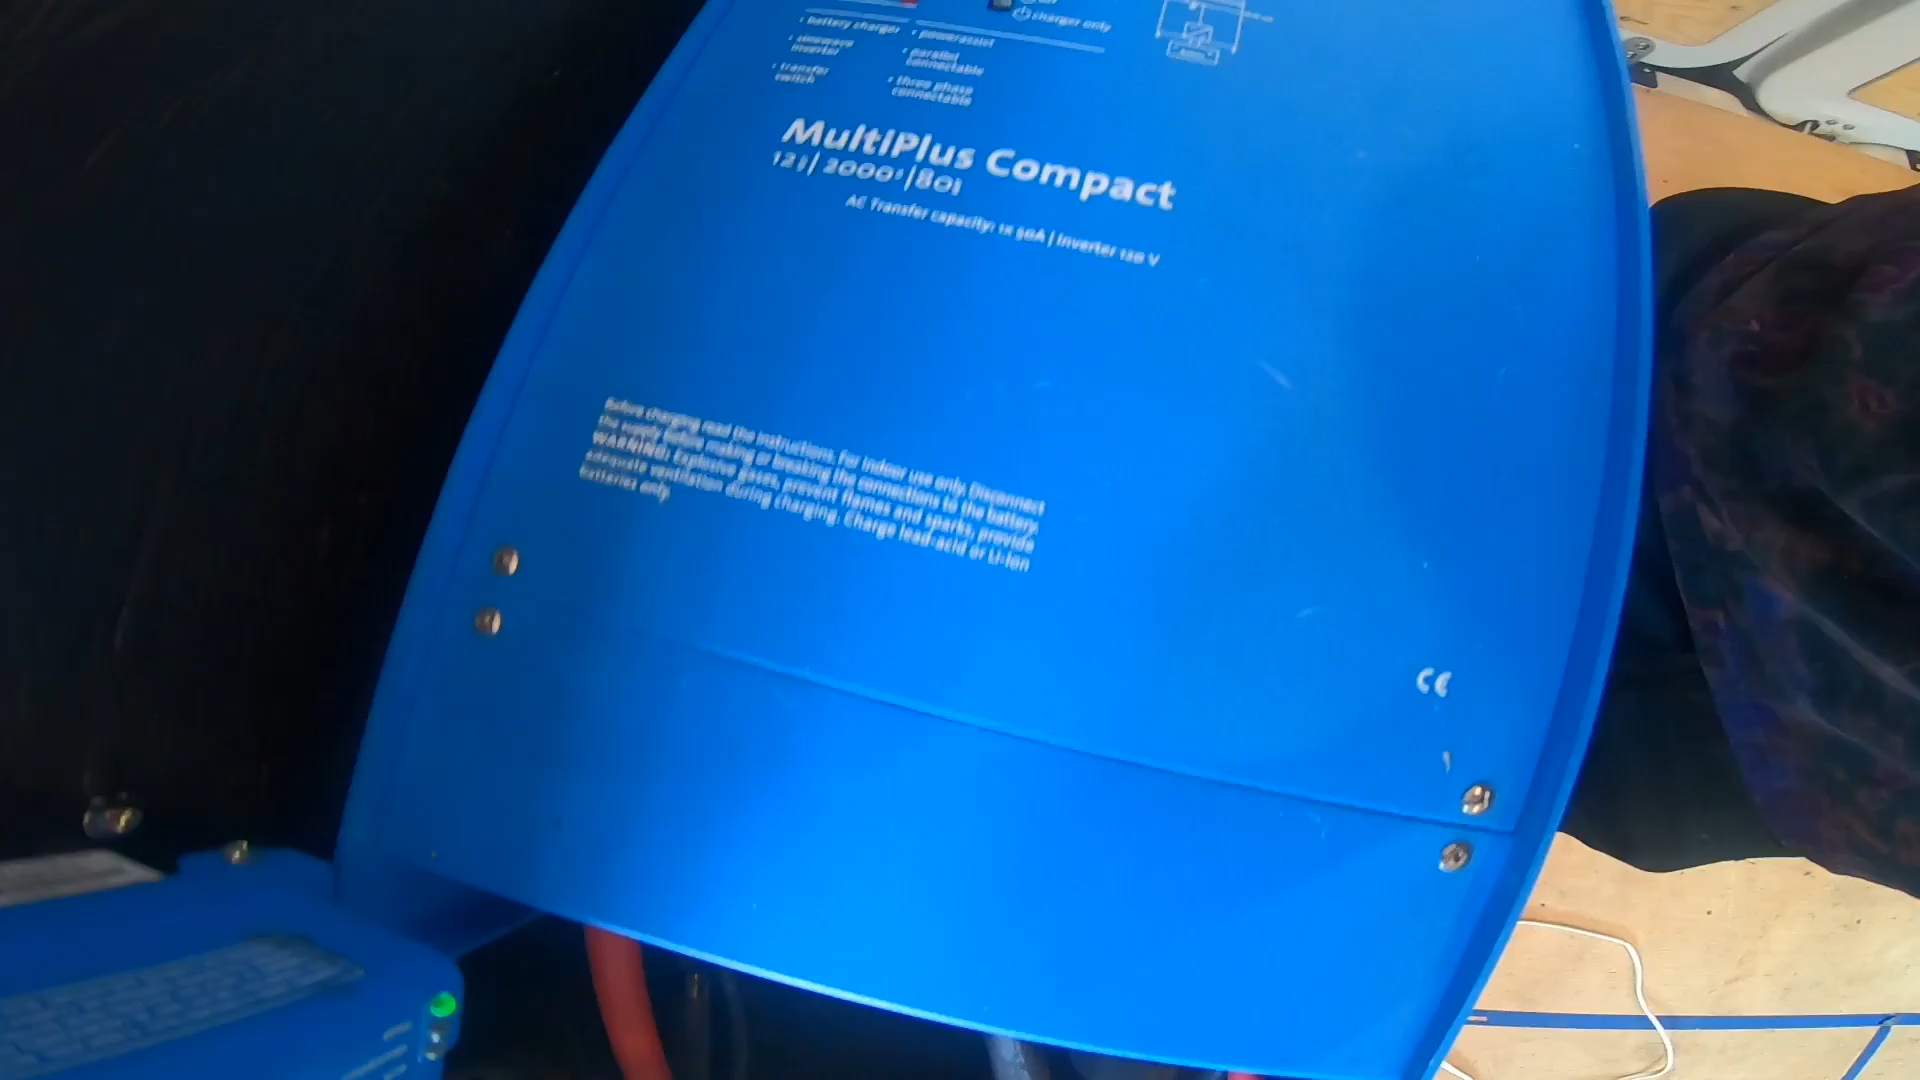 charger only
• battery charger
• sinewave
inverter
• transfer
switch
• powerassist
• parallel
connectable
• three phase
connectable
MultiPlus Compact
12 | 2000 | 80
AC Transfer capacity: 1x 50A | Inverter 120 V
Before charging read the instructions. For indoor use only. Disconnect
the supply before making or breaking the connections to the battery.
WARNING: Explosive gases, prevent flames and sparks, provide
adequate ventilation during charging. Charge lead-acid or Li-Ion
batteries only.
CE